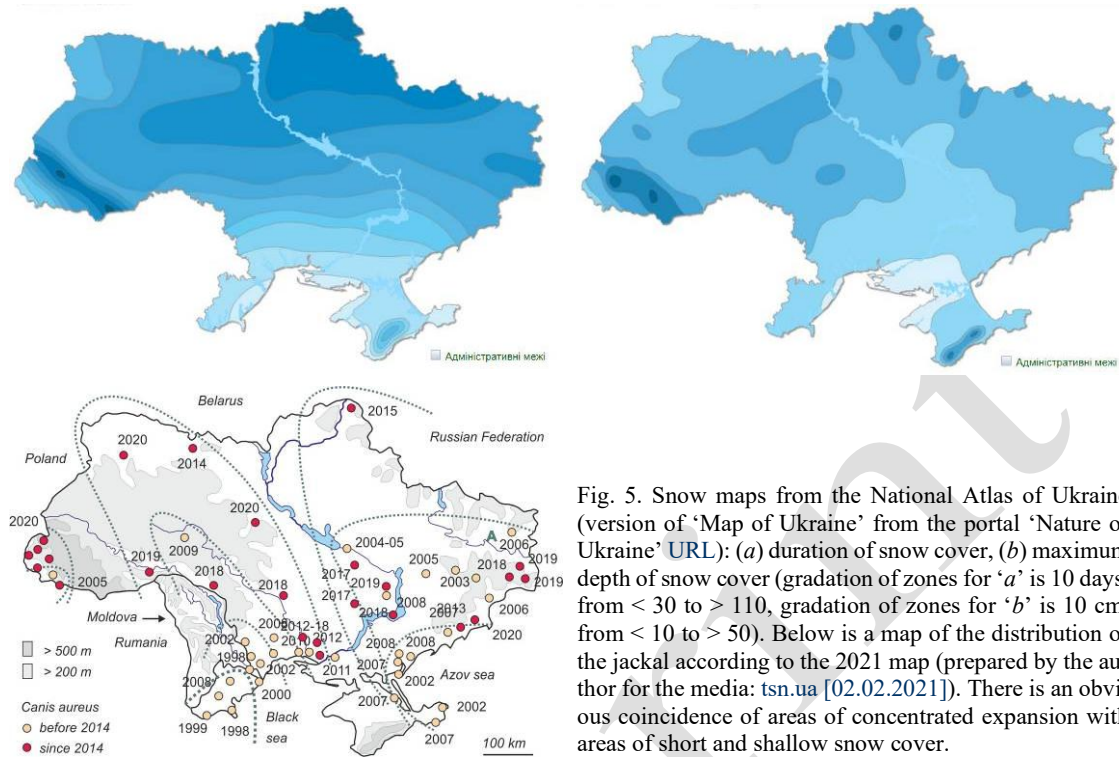 Адміністративні межі
Адміністративні межі
Belarus
2015
Russian Federation
2020
2014
Poland
2020
2020
2009
2004-05
A
2006
2019
2005
2017
2005
2018
2019
2019
2003
2005
2018
2018
2017
2008
2018
2013
2006
Moldova
2012-18
2020
Rumania
2010
2012
2002
2008
2008
1998
2002
2011
2007
> 500 m
> 200 m
2008
2002
Azov sea
2000
2007
2002
Canis aureus
before 2014
since 2014
1999
1998
Black
sea
2007
100 km
Fig. 5. Snow maps from the National Atlas of Ukraine
(version of ‘Map of Ukraine’ from the portal ‘Nature o
Ukraine’ URL): (a) duration of snow cover, (b) maximum
depth of snow cover (gradation of zones for ‘a’ is 10 days
from < 30 to > 110, gradation of zones for ‘b’ is 10 cm
from < 10 to > 50). Below is a map of the distribution o
the jackal according to the 2021 map (prepared by the au
thor for the media: tsn.ua [02.02.2021]). There is an obvi
ous coincidence of areas of concentrated expansion with
areas of short and shallow snow cover.
rint